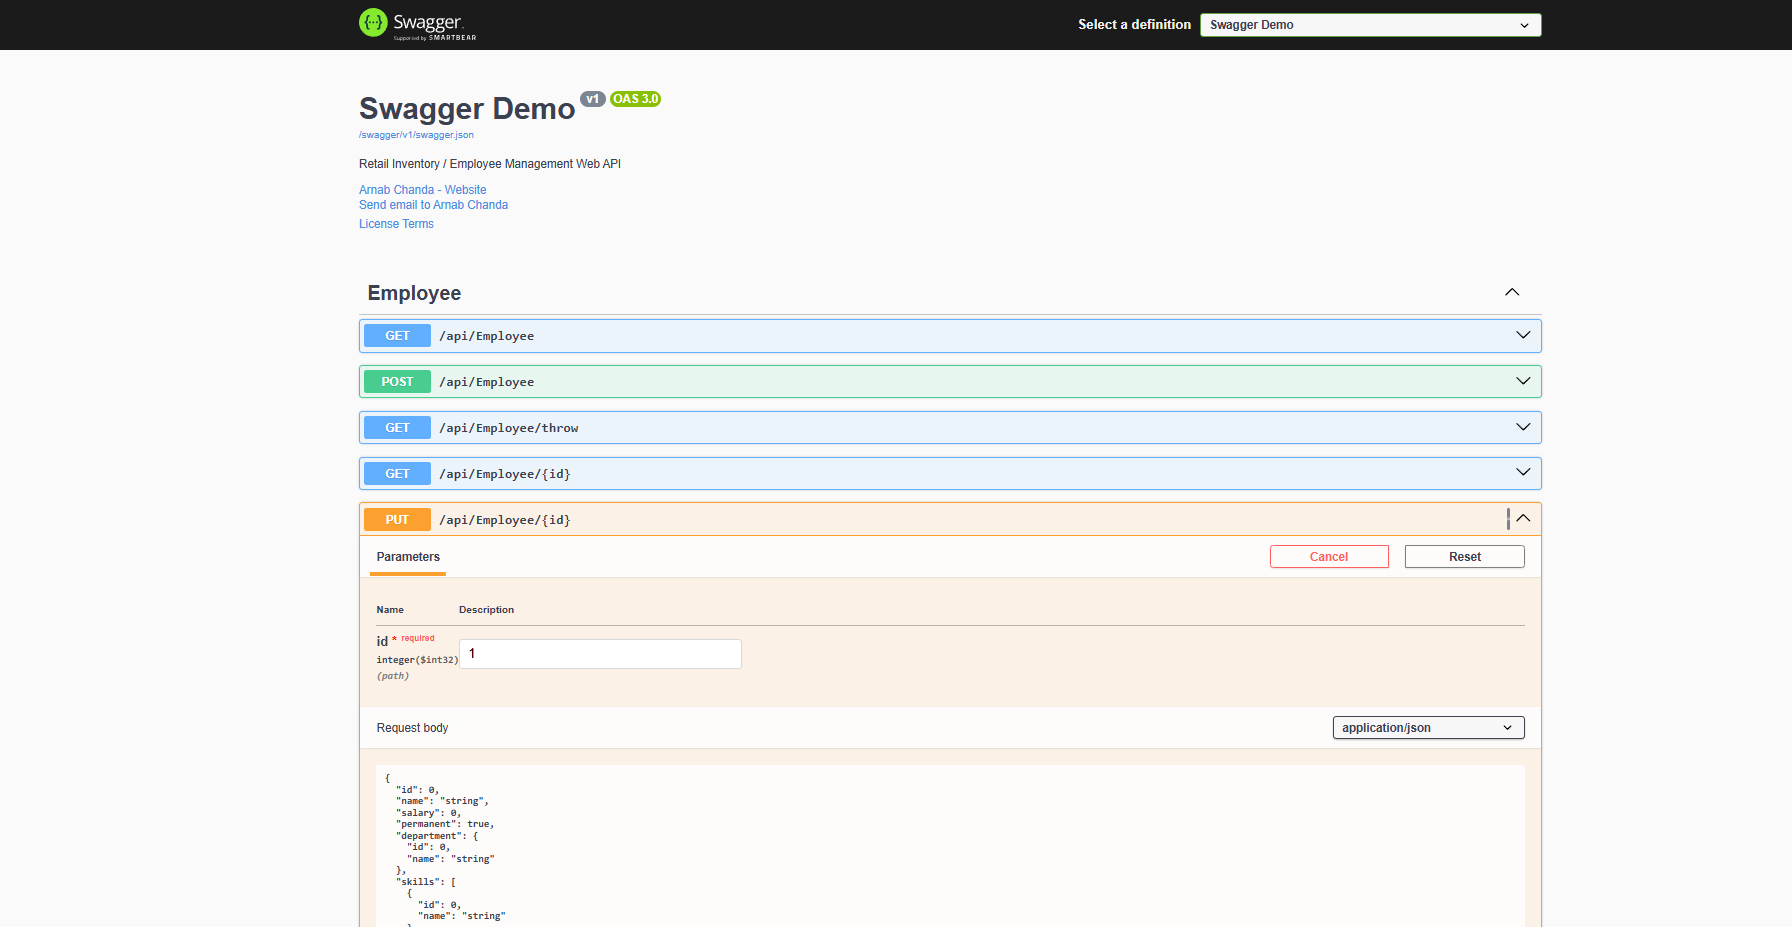 Swagger.
Supported by SMARTBEAR
Select a definition
Swagger Demo
Swagger Demo v1 OAS 3.0
/swagger/v1/swagger.json
Retail Inventory / Employee Management Web API
Arnab Chanda - Website
Send email to Arnab Chanda
License Terms
Employee
GET /api/Employee
POST /api/Employee
GET /api/Employee/throw
GET /api/Employee/{id}
PUT /api/Employee/{id}
Parameters
Cancel
Reset
Name Description
id * required
integer($int32)
(path)
1
Request body
application/json
{
  "id": 0,
  "name": "string",
  "salary": 0,
  "permanent": true,
  "department": {
    "id": 0,
    "name": "string"
  },
  "skills": [
    {
      "id": 0,
      "name": "string"
    }